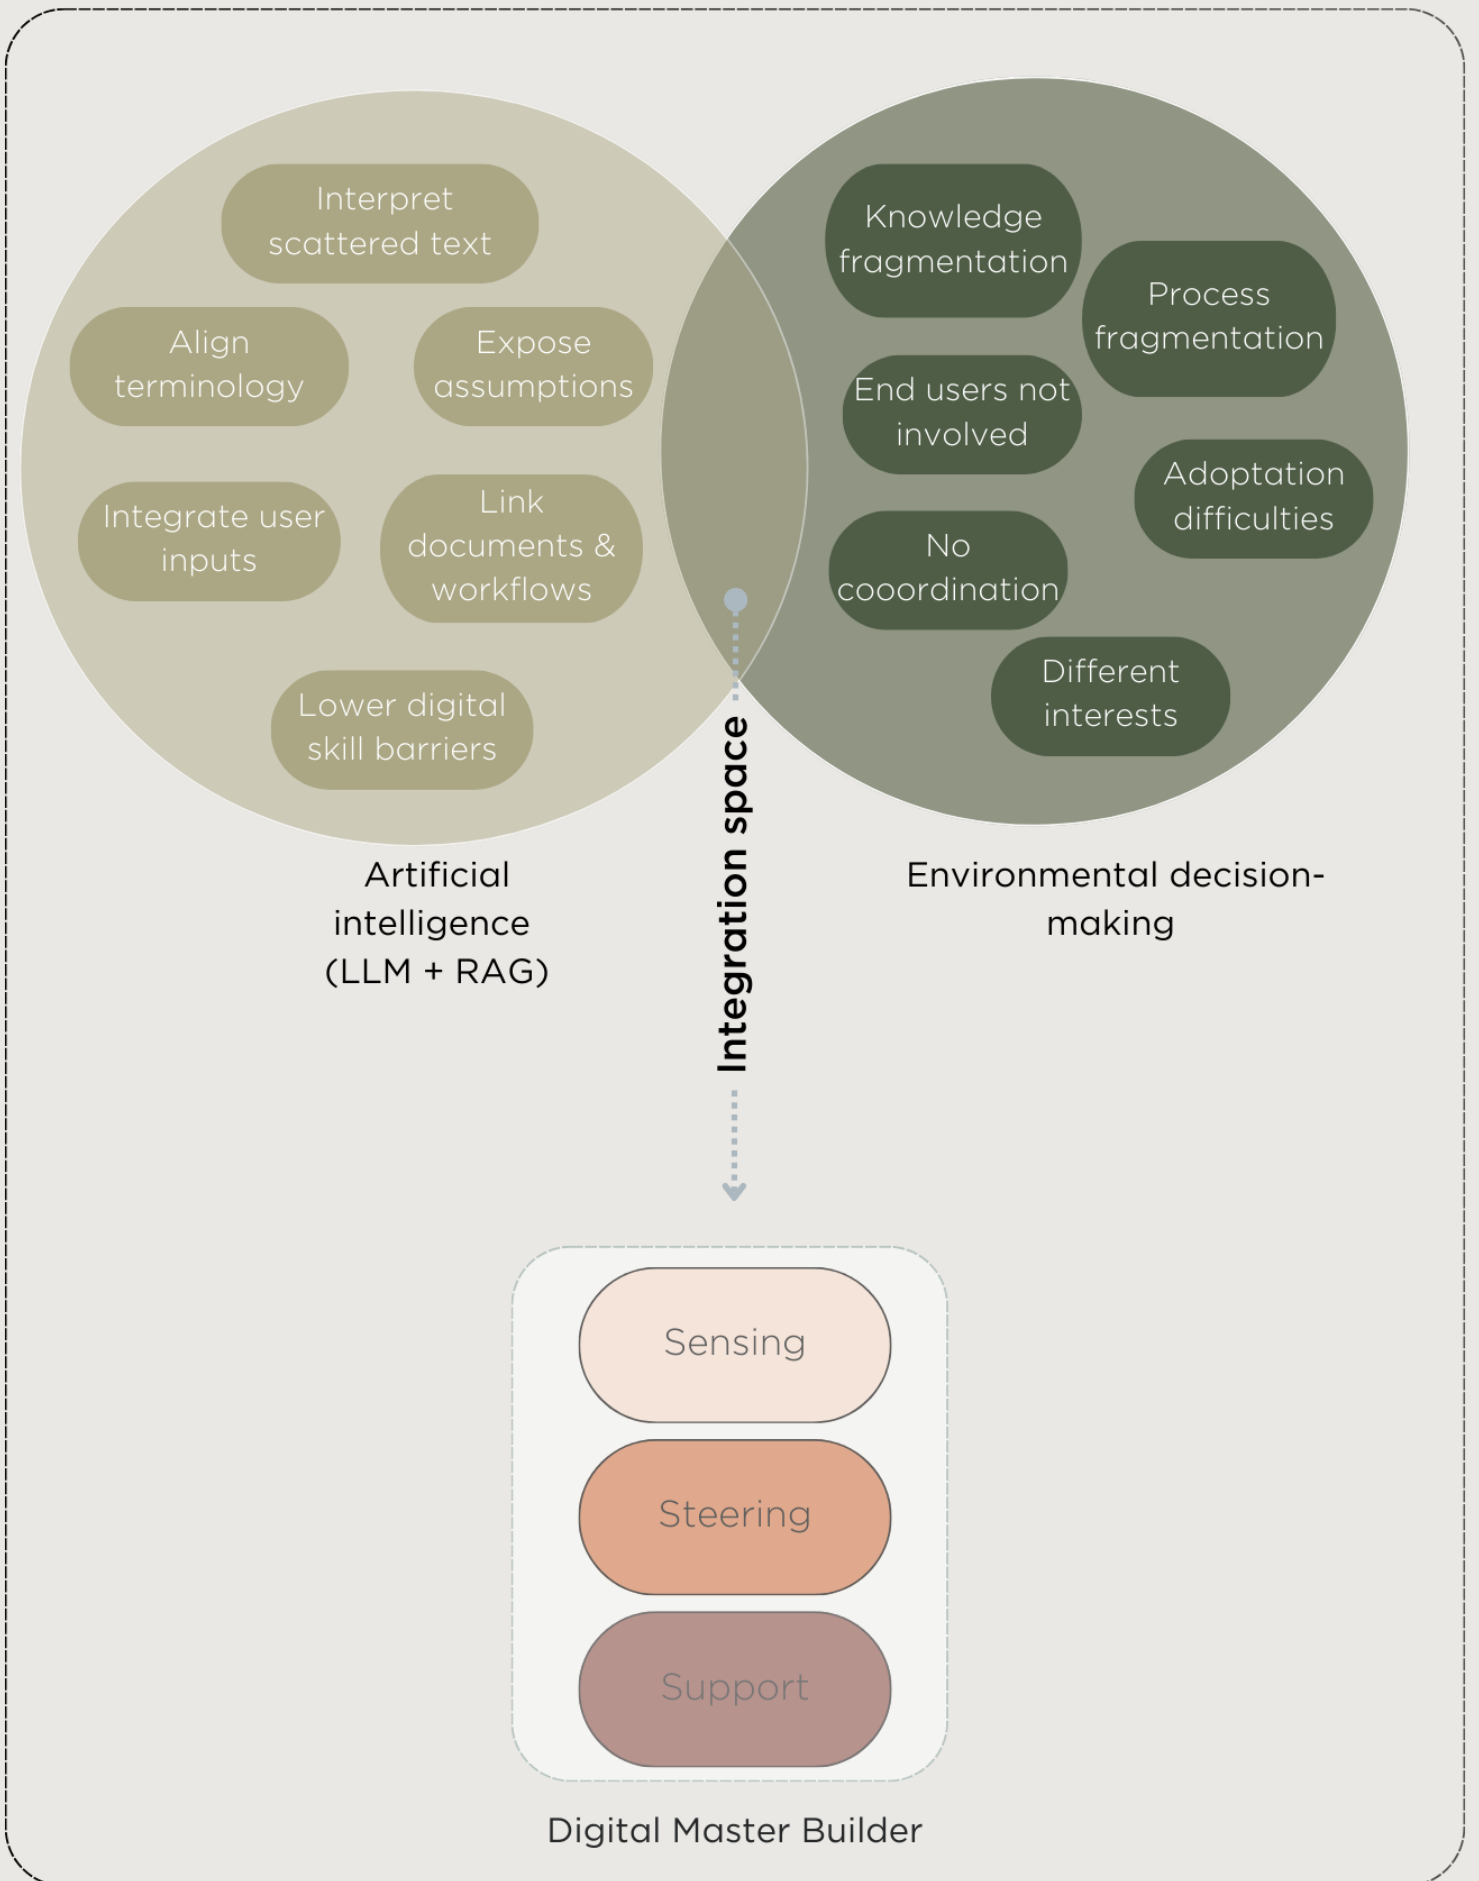 Interpret
scattered text
Align
terminology
Expose
assumptions
Integrate user
inputs
Link
documents &
workflows
Lower digital
skill barriers
Knowledge
fragmentation
Process
fragmentation
End users not
involved
Adoptation
difficulties
No
cooordination
Different
interests
Artificial
intelligence
(LLM + RAG)
Environmental decision-
making
Integration space
Sensing
Steering
Support
Digital Master Builder